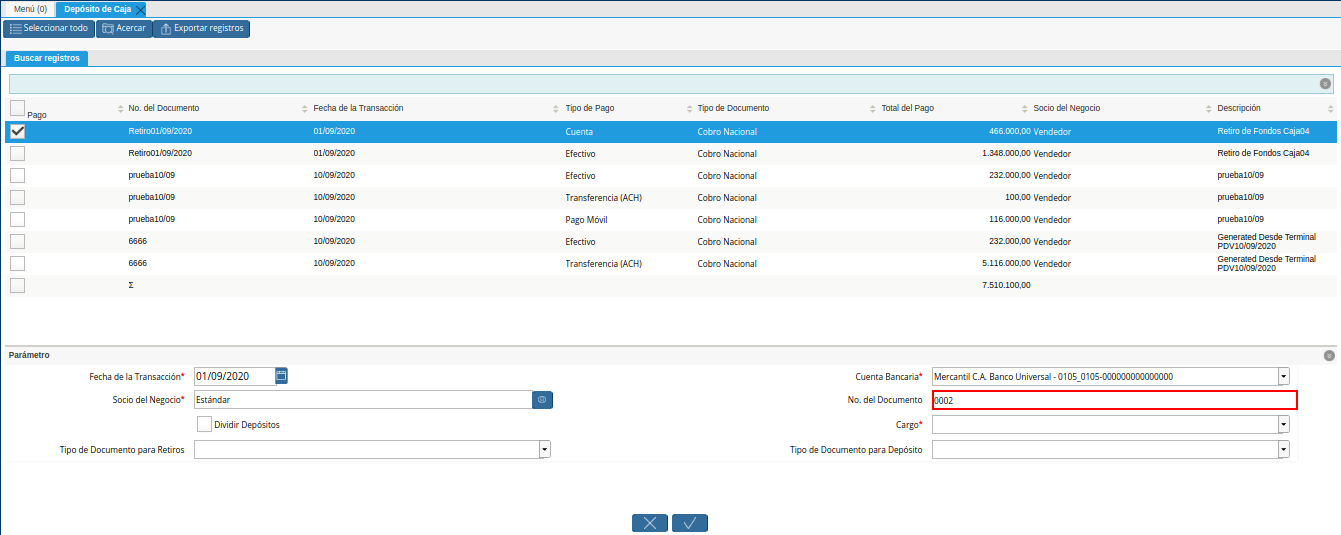 Menú (0) Depósito de Caja
Seleccionar todo Acercar Exportar registros
Buscar registros
Pago No. del Documento Fecha de la Transacción Tipo de Pago Tipo de Documento Total del Pago Socio del Negocio Descripción
Retiro01/09/2020 01/09/2020 Cuenta Cobro Nacional 466.000,00 Vendedor Retiro de Fondos Caja04
Retiro01/09/2020 01/09/2020 Efectivo Cobro Nacional 1.348.000,00 Vendedor Retiro de Fondos Caja04
prueba10/09 10/09/2020 Efectivo Cobro Nacional 232.000,00 Vendedor prueba10/09
prueba10/09 10/09/2020 Transferencia (ACH) Cobro Nacional 100,00 Vendedor prueba10/09
prueba10/09 10/09/2020 Pago Móvil Cobro Nacional 116.000,00 Vendedor prueba10/09
6666 10/09/2020 Efectivo Cobro Nacional 232.000,00 Vendedor Generated Desde Terminal PDV10/09/2020
6666 10/09/2020 Transferencia (ACH) Cobro Nacional 5.116.000,00 Vendedor Generated Desde Terminal PDV10/09/2020
Σ 7.510.100,00
Parámetro
Fecha de la Transacción* 01/09/2020 Cuenta Bancaria* Mercantil C.A. Banco Universal - 0105_0105-000000000000000
Socio del Negocio* Estándar No. del Documento 0002
Dividir Depósitos Cargo*
Tipo de Documento para Retiros Tipo de Documento para Depósito